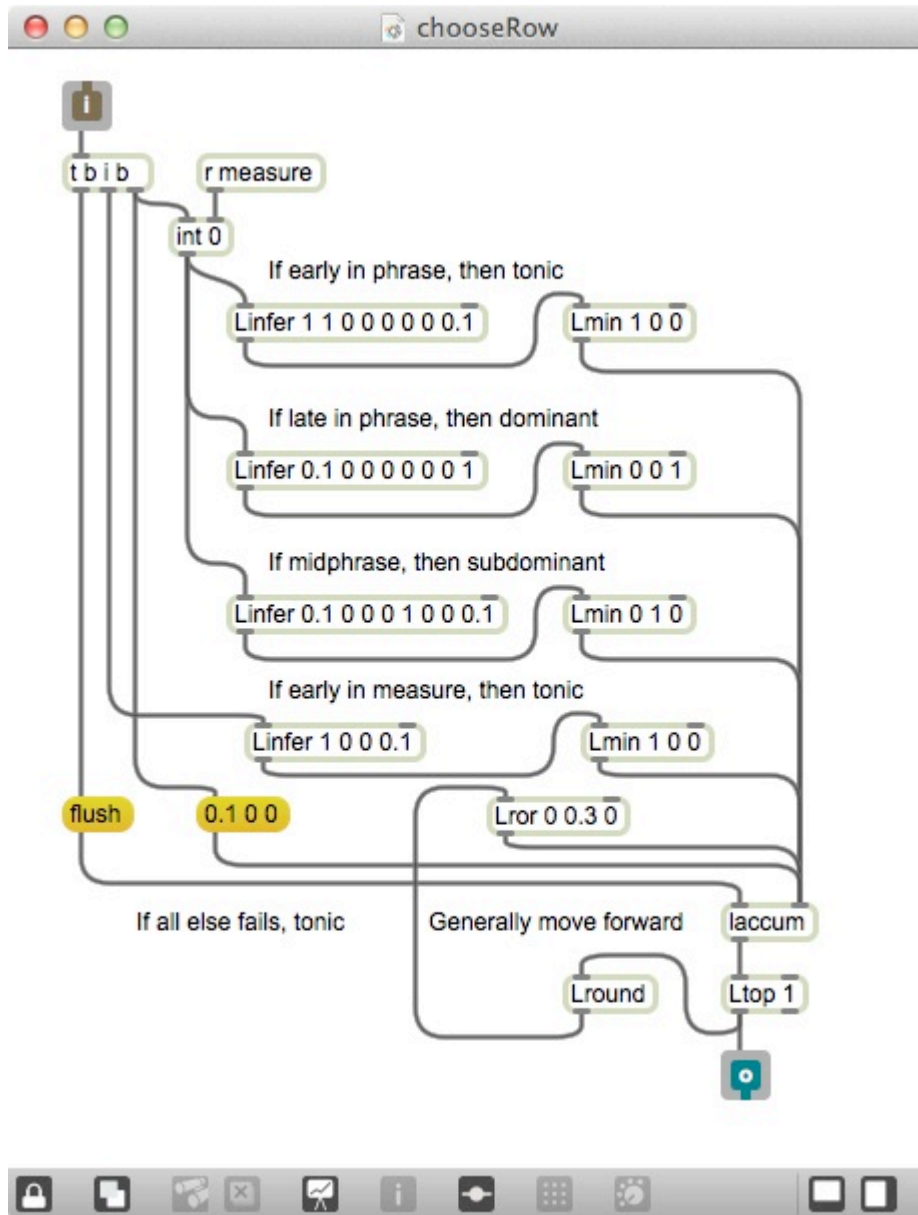 chooseRow
i
t b i b
r measure
int 0
If early in phrase, then tonic
Linfer 1 1 0 0 0 0 0 0.1
Lmin 1 0 0
If late in phrase, then dominant
Linfer 0.1 0 0 0 0 0 0 1
Lmin 0 0 1
If midphrase, then subdominant
Linfer 0.1 0 0 0 1 0 0 0.1
Lmin 0 1 0
If early in measure, then tonic
Linfer 1 0 0 0.1
Lmin 1 0 0
flush
0.1 0 0
Lror 0 0.3 0
If all else fails, tonic
Generally move forward
laccum
Lround
Ltop 1
i